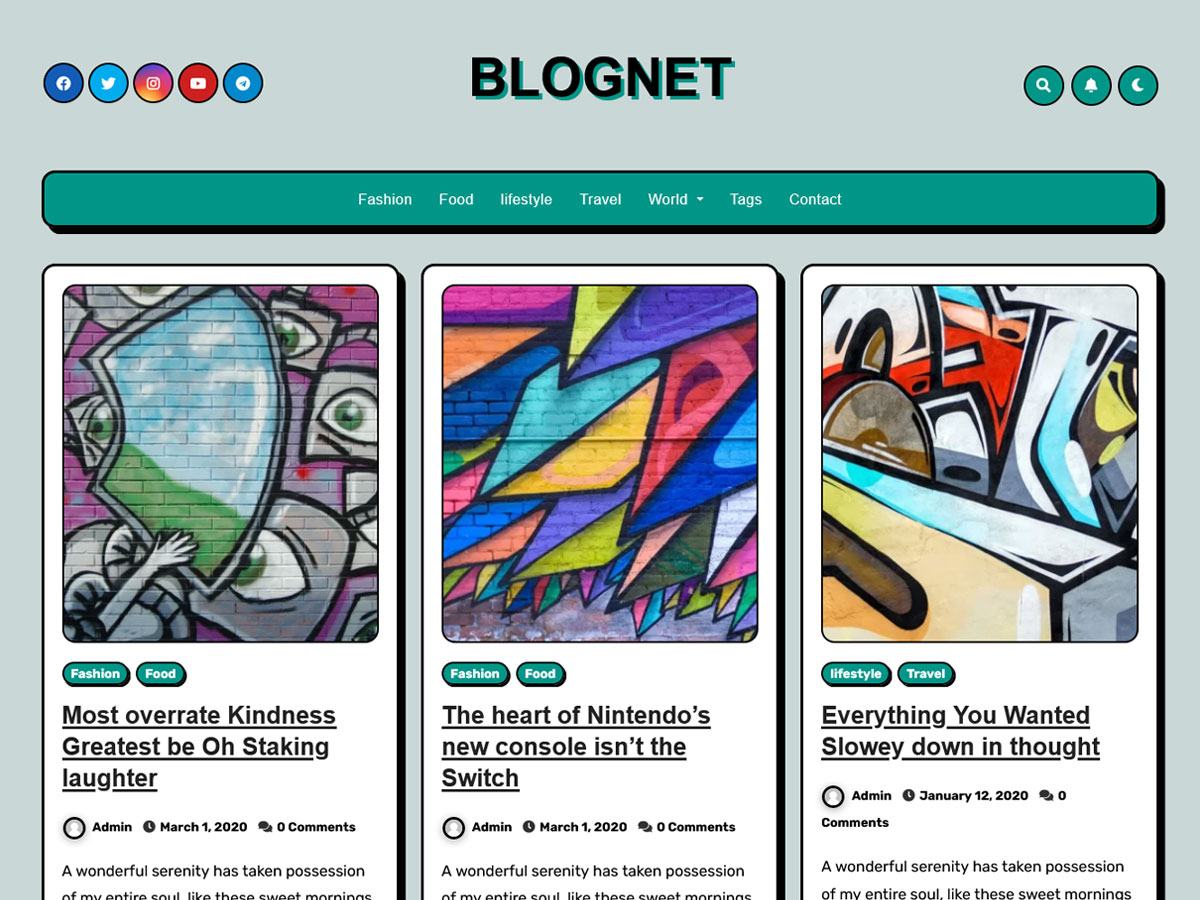 BLOGNET
Fashion Food lifestyle Travel World Tags Contact
Fashion Food
Most overrate Kindness
Greatest be Oh Staking
laughter
Admin March 1, 2020 0 Comments
A wonderful serenity has taken possession
of my entire soul, like these sweet mornings
Fashion Food
The heart of Nintendo’s
new console isn’t the
Switch
Admin March 1, 2020 0 Comments
A wonderful serenity has taken possession
of my entire soul, like these sweet mornings
lifestyle Travel
Everything You Wanted
Slowey down in thought
Admin January 12, 2020 0
Comments
A wonderful serenity has taken possession
of my entire soul, like these sweet mornings